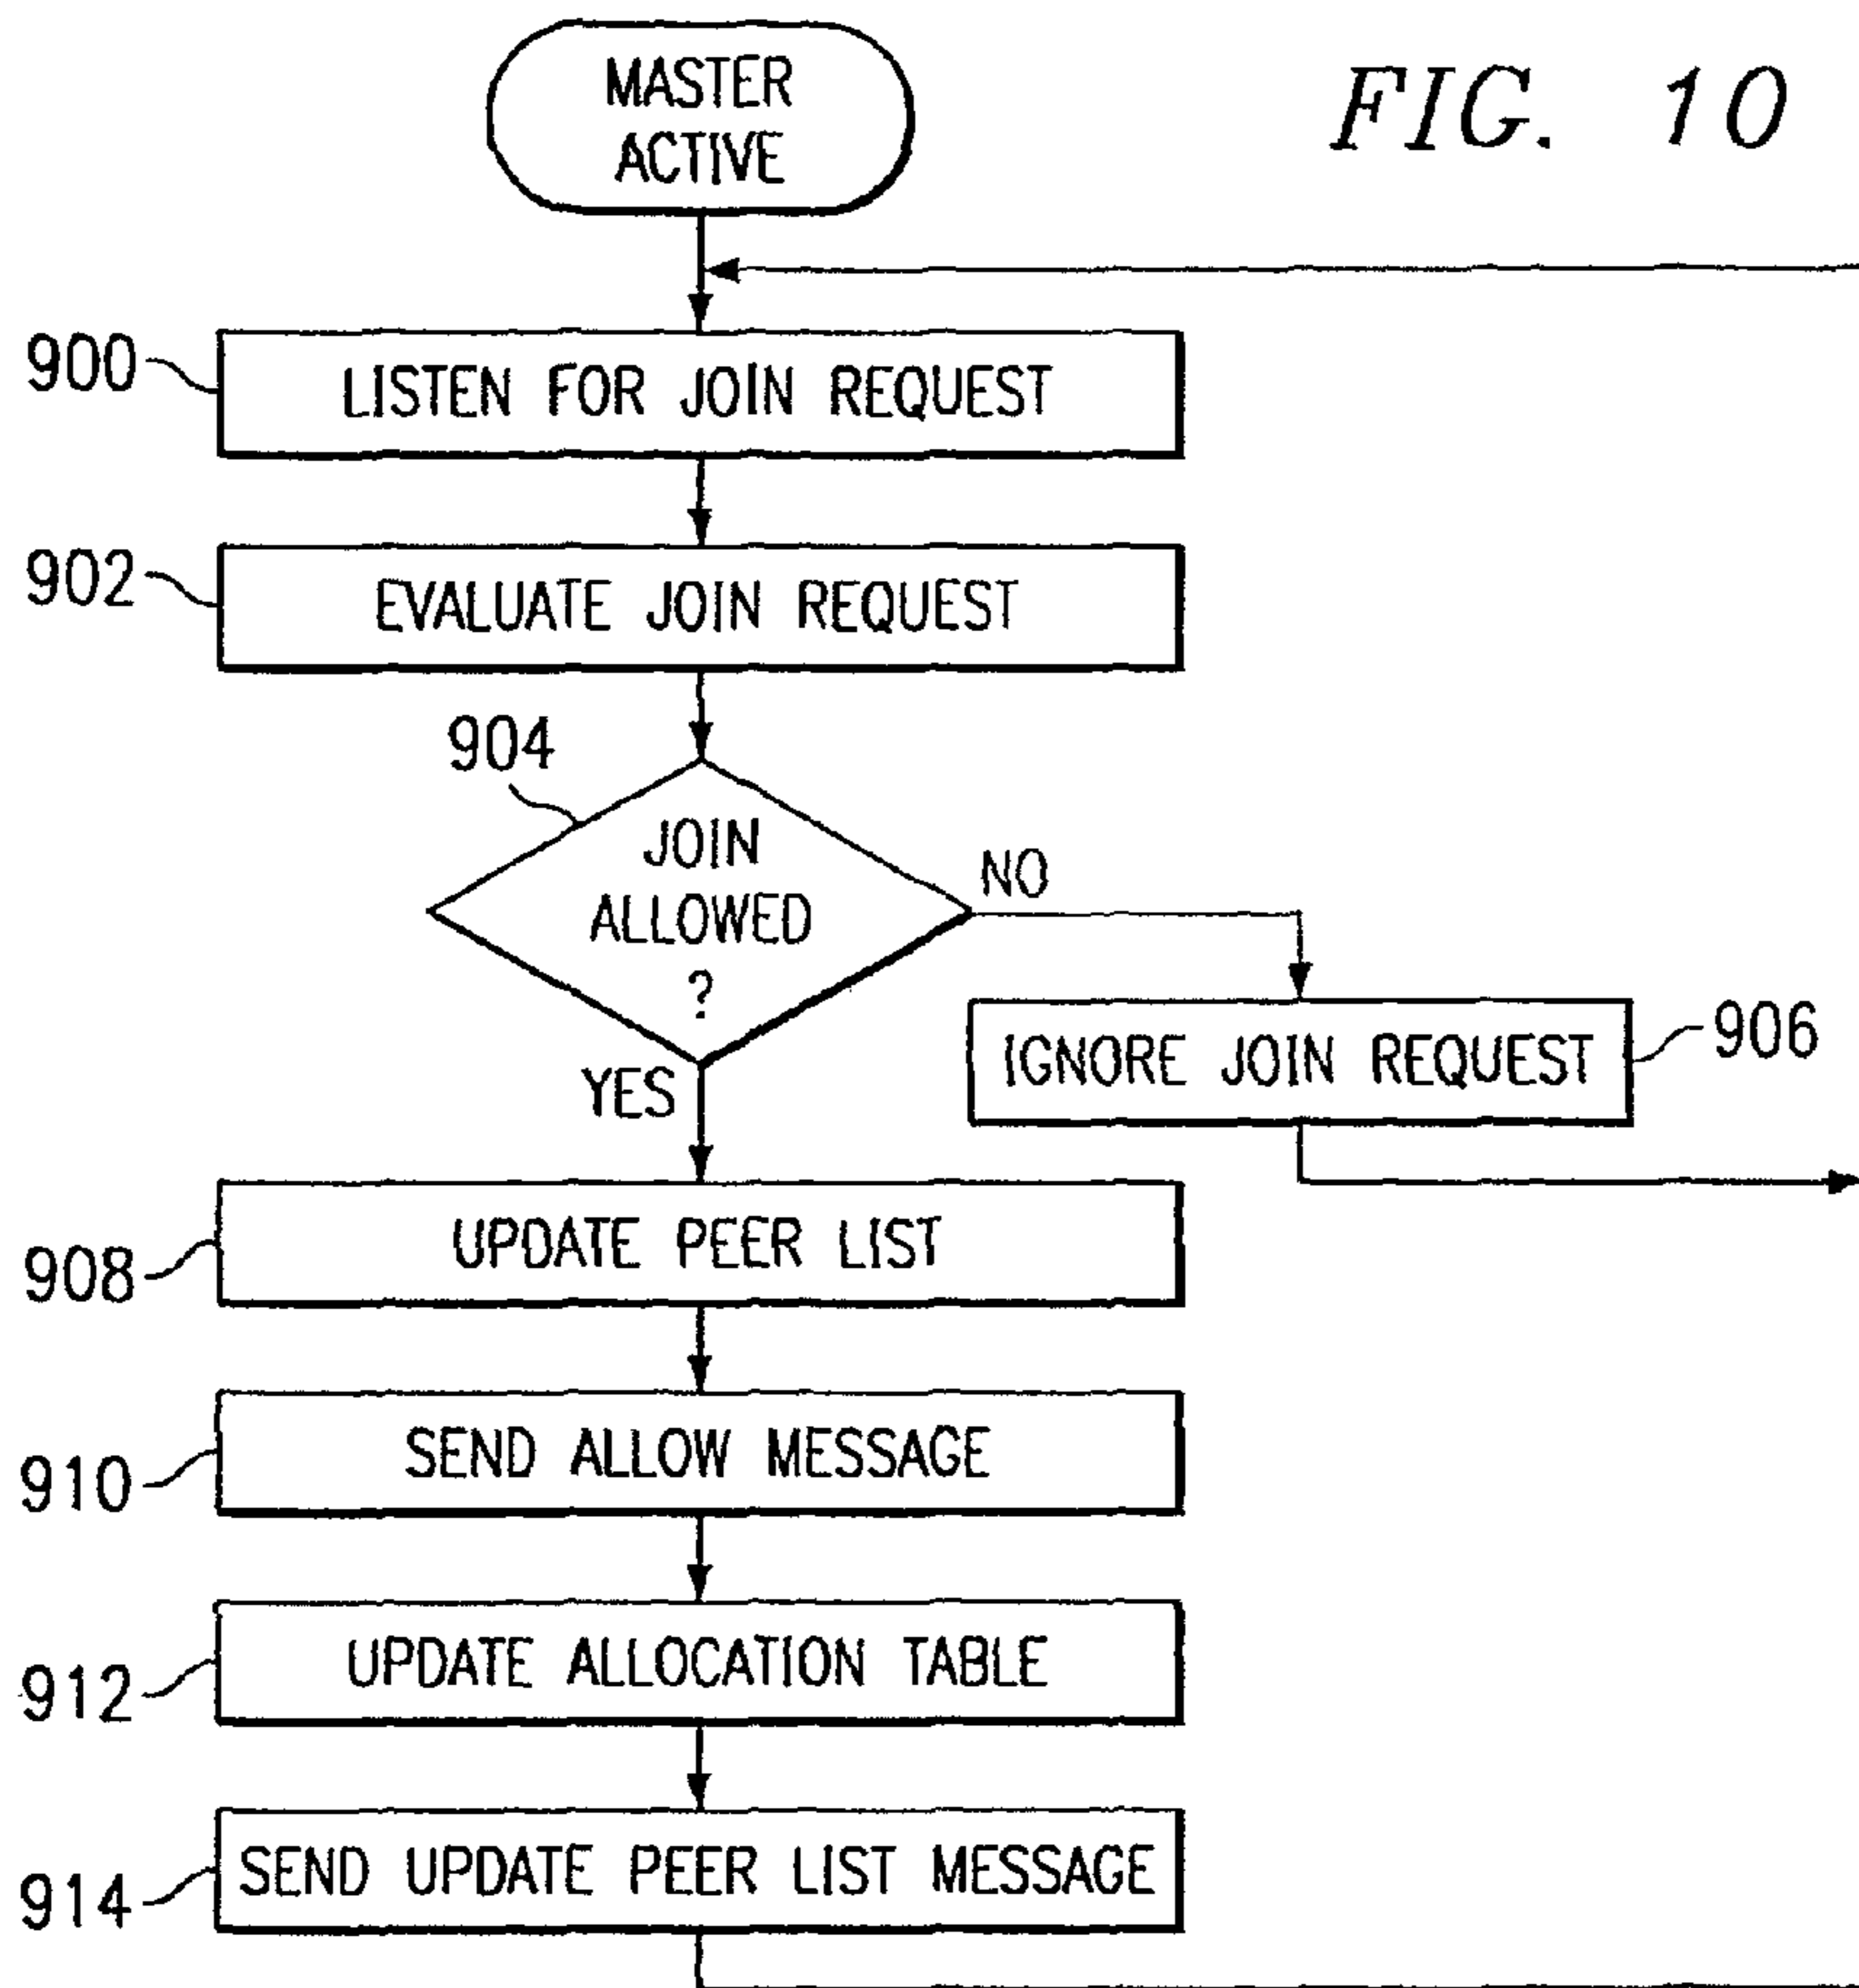 MASTER
ACTIVE
FIG. 10
900
LISTEN FOR JOIN REQUEST
902
EVALUATE JOIN REQUEST
904
JOIN
ALLOWED
?
NO
YES
IGNORE JOIN REQUEST
906
908
UPDATE PEER LIST
910
SEND ALLOW MESSAGE
912
UPDATE ALLOCATION TABLE
914
SEND UPDATE PEER LIST MESSAGE